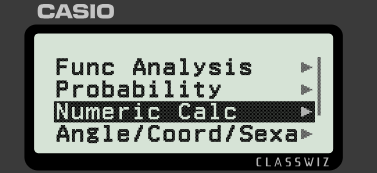 CASIO
Func Analysis
Probability
Numeric Calc
Angle/Coord/Sexa
CLASSWIZ